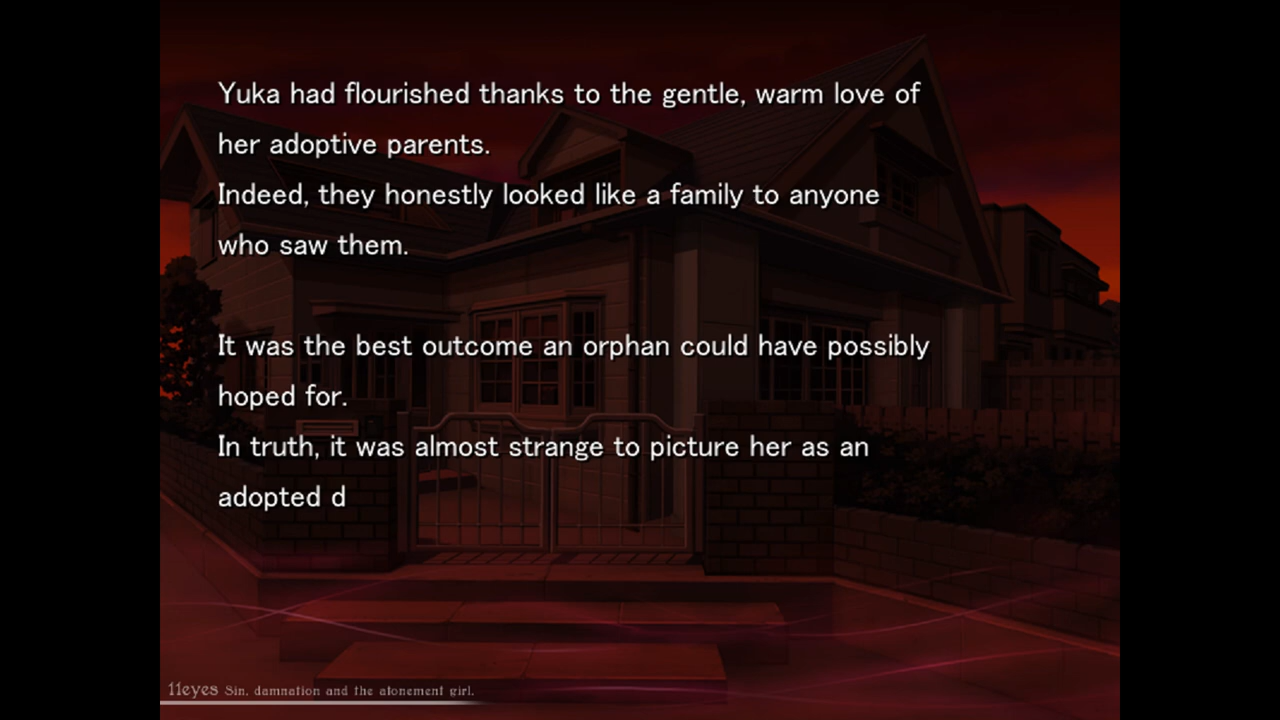 Yuka had flourished thanks to the gentle, warm love of
her adoptive parents.
Indeed, they honestly looked like a family to anyone
who saw them.
It was the best outcome an orphan could have possibly
hoped for.
In truth, it was almost strange to picture her as an
adopted d
11eyes Sin, damnation and the atonement girl.